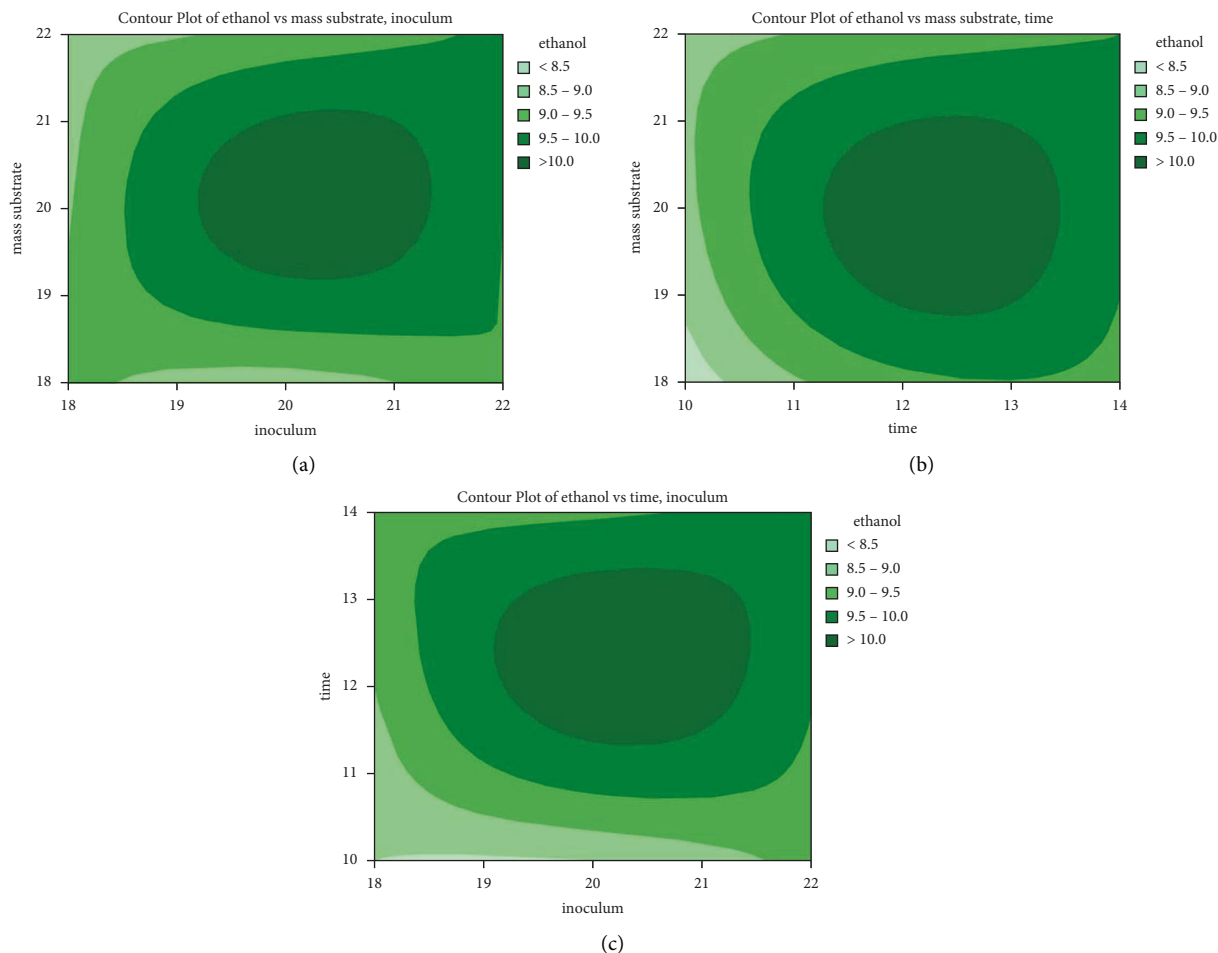 Contour Plot of ethanol vs mass substrate, inoculum
22
21
20
19
18
mass substrate
18 19 20 21 22
inoculum
ethanol
< 8.5
8.5 – 9.0
9.0 – 9.5
9.5 – 10.0
>10.0
(a)
Contour Plot of ethanol vs mass substrate, time
22
21
20
19
18
mass substrate
10 11 12 13 14
time
ethanol
< 8.5
8.5 – 9.0
9.0 – 9.5
9.5 – 10.0
> 10.0
(b)
Contour Plot of ethanol vs time, inoculum
14
13
12
11
10
time
18 19 20 21 22
inoculum
ethanol
< 8.5
8.5 – 9.0
9.0 – 9.5
9.5 – 10.0
> 10.0
(c)